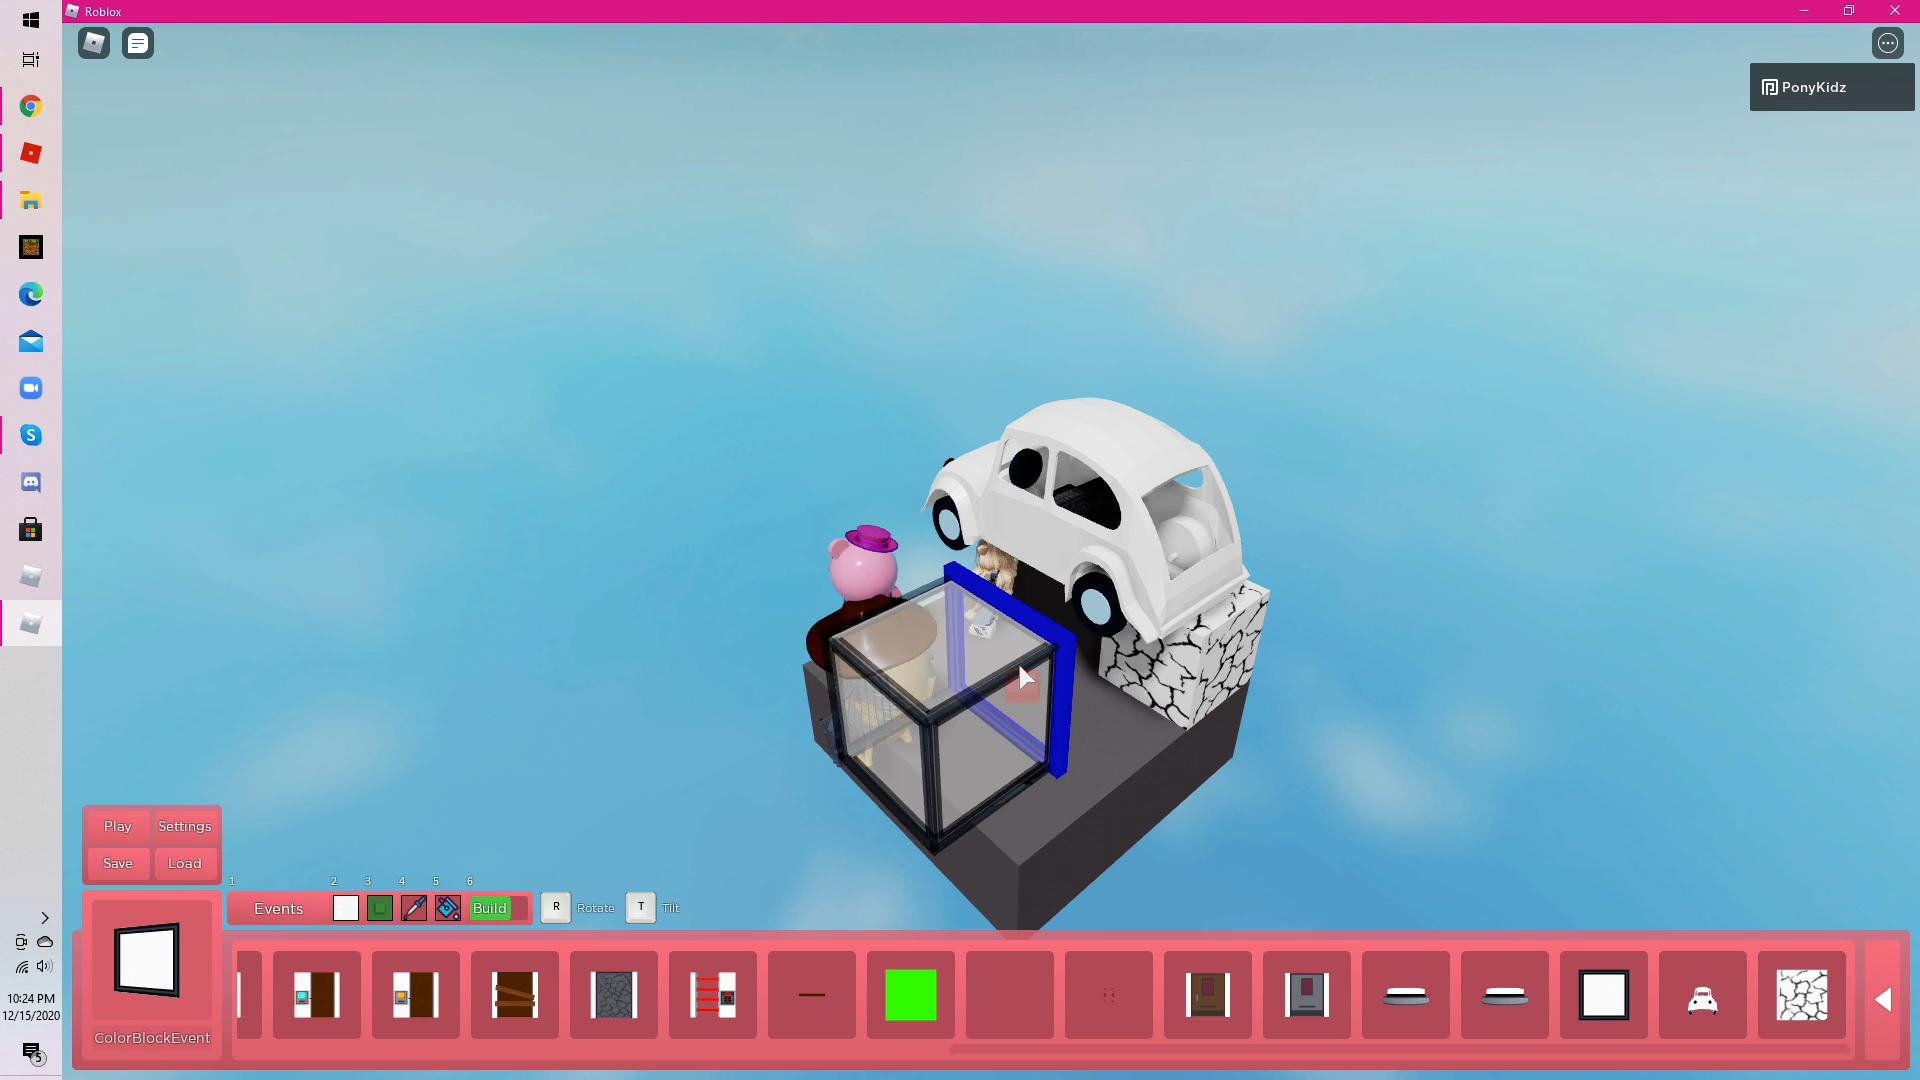 Roblox
PonyKidz
Play Settings
Save Load
1 2 3 4 5 6
Events Build R Rotate T Tilt
ColorBlockEvent
S
10:24 PM
12/15/2020
5